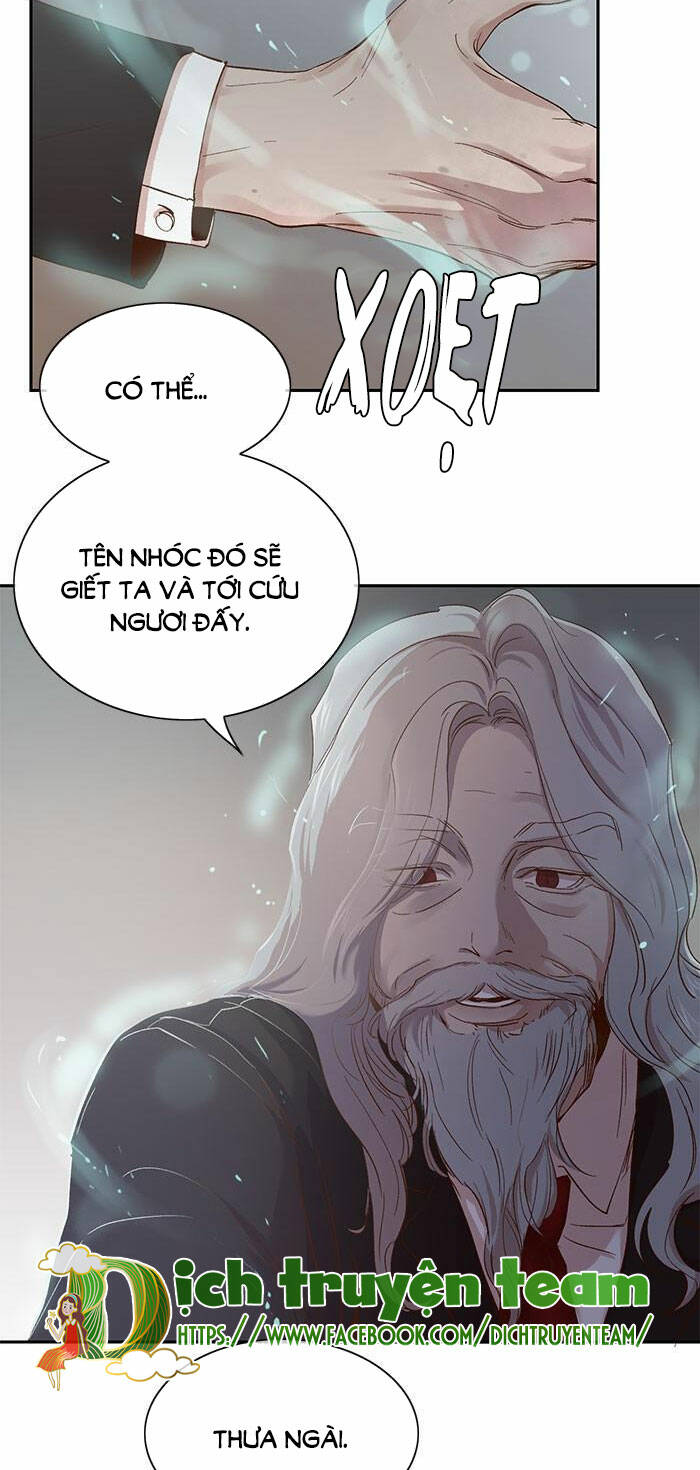 XOẸT
CÓ THỂ...
TÊN NHÓC ĐÓ SẼ
GIẾT TA VÀ TỚI CỨU
NGƯƠI ĐẤY.
Dịch truyện team
HTTPS://WWW.FACEBOOK.COM/DICHTRUYENTEAM/
THƯA NGÀI.